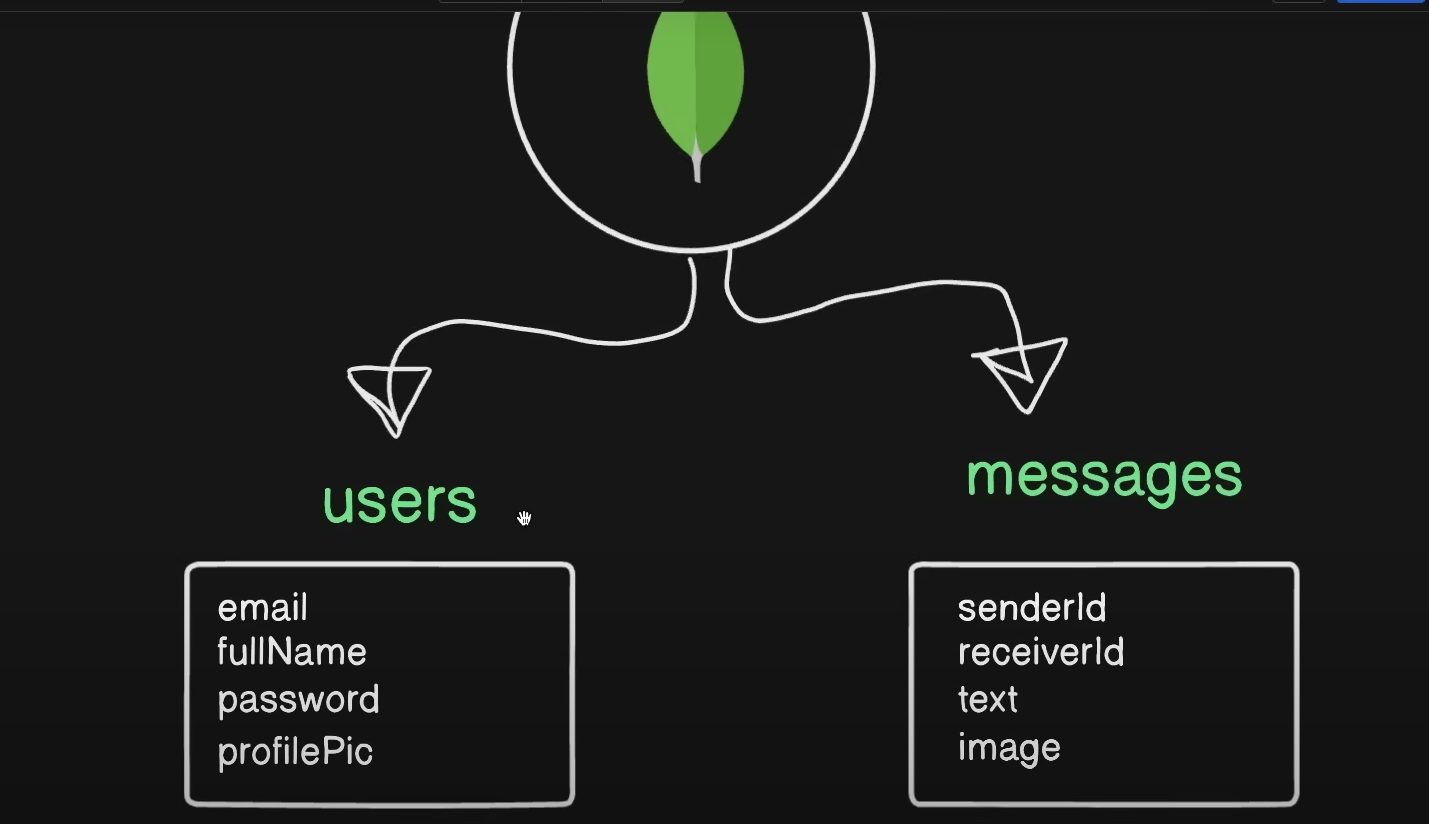 users
email
fullName
password
profilePic
messages
senderId
receiverId
text
image